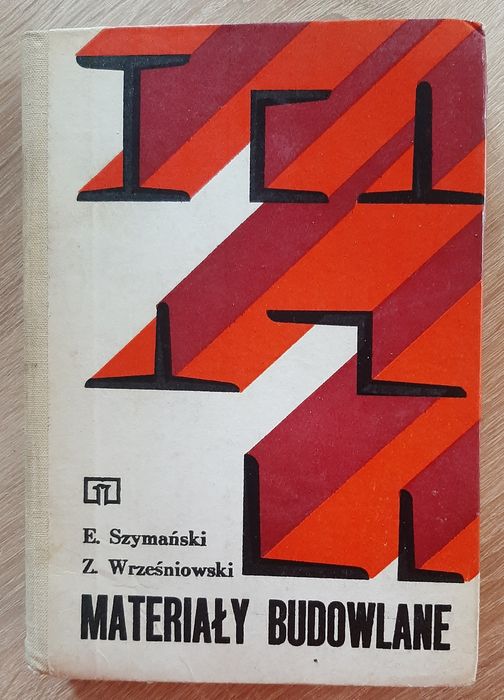 E. Szymański
Z. Wrześniowski
MATERIAŁY BUDOWLANE